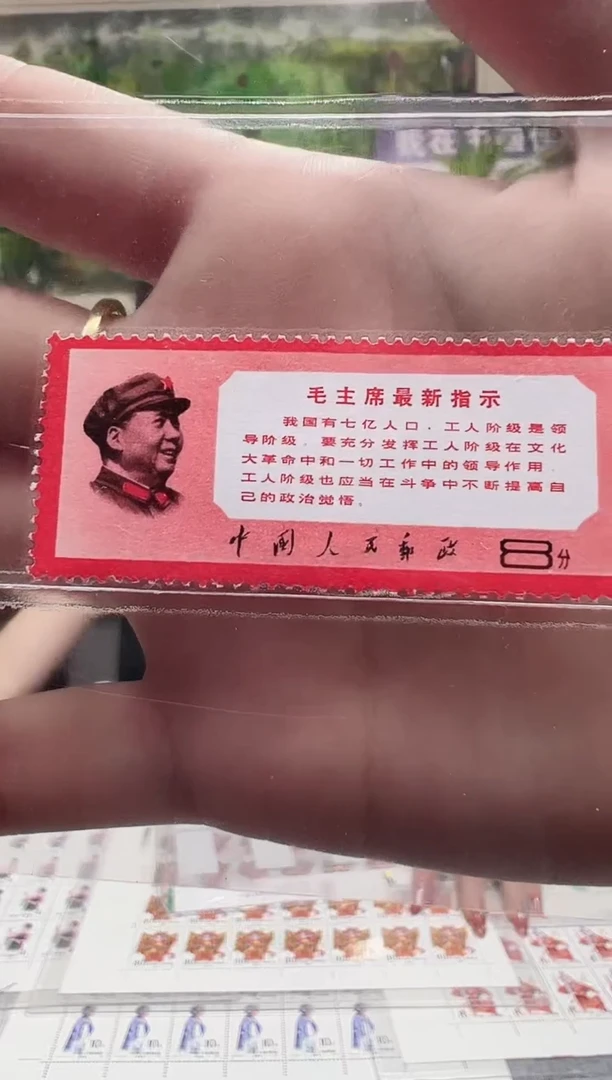 毛主席最新指示
我国有七亿人口，工人阶级是领
导阶级。要充分发挥工人阶级在文化
大革命中和一切工作中的领导作用。
工人阶级也应当在斗争中不断提高自
己的政治觉悟。
中国人民邮政 8分